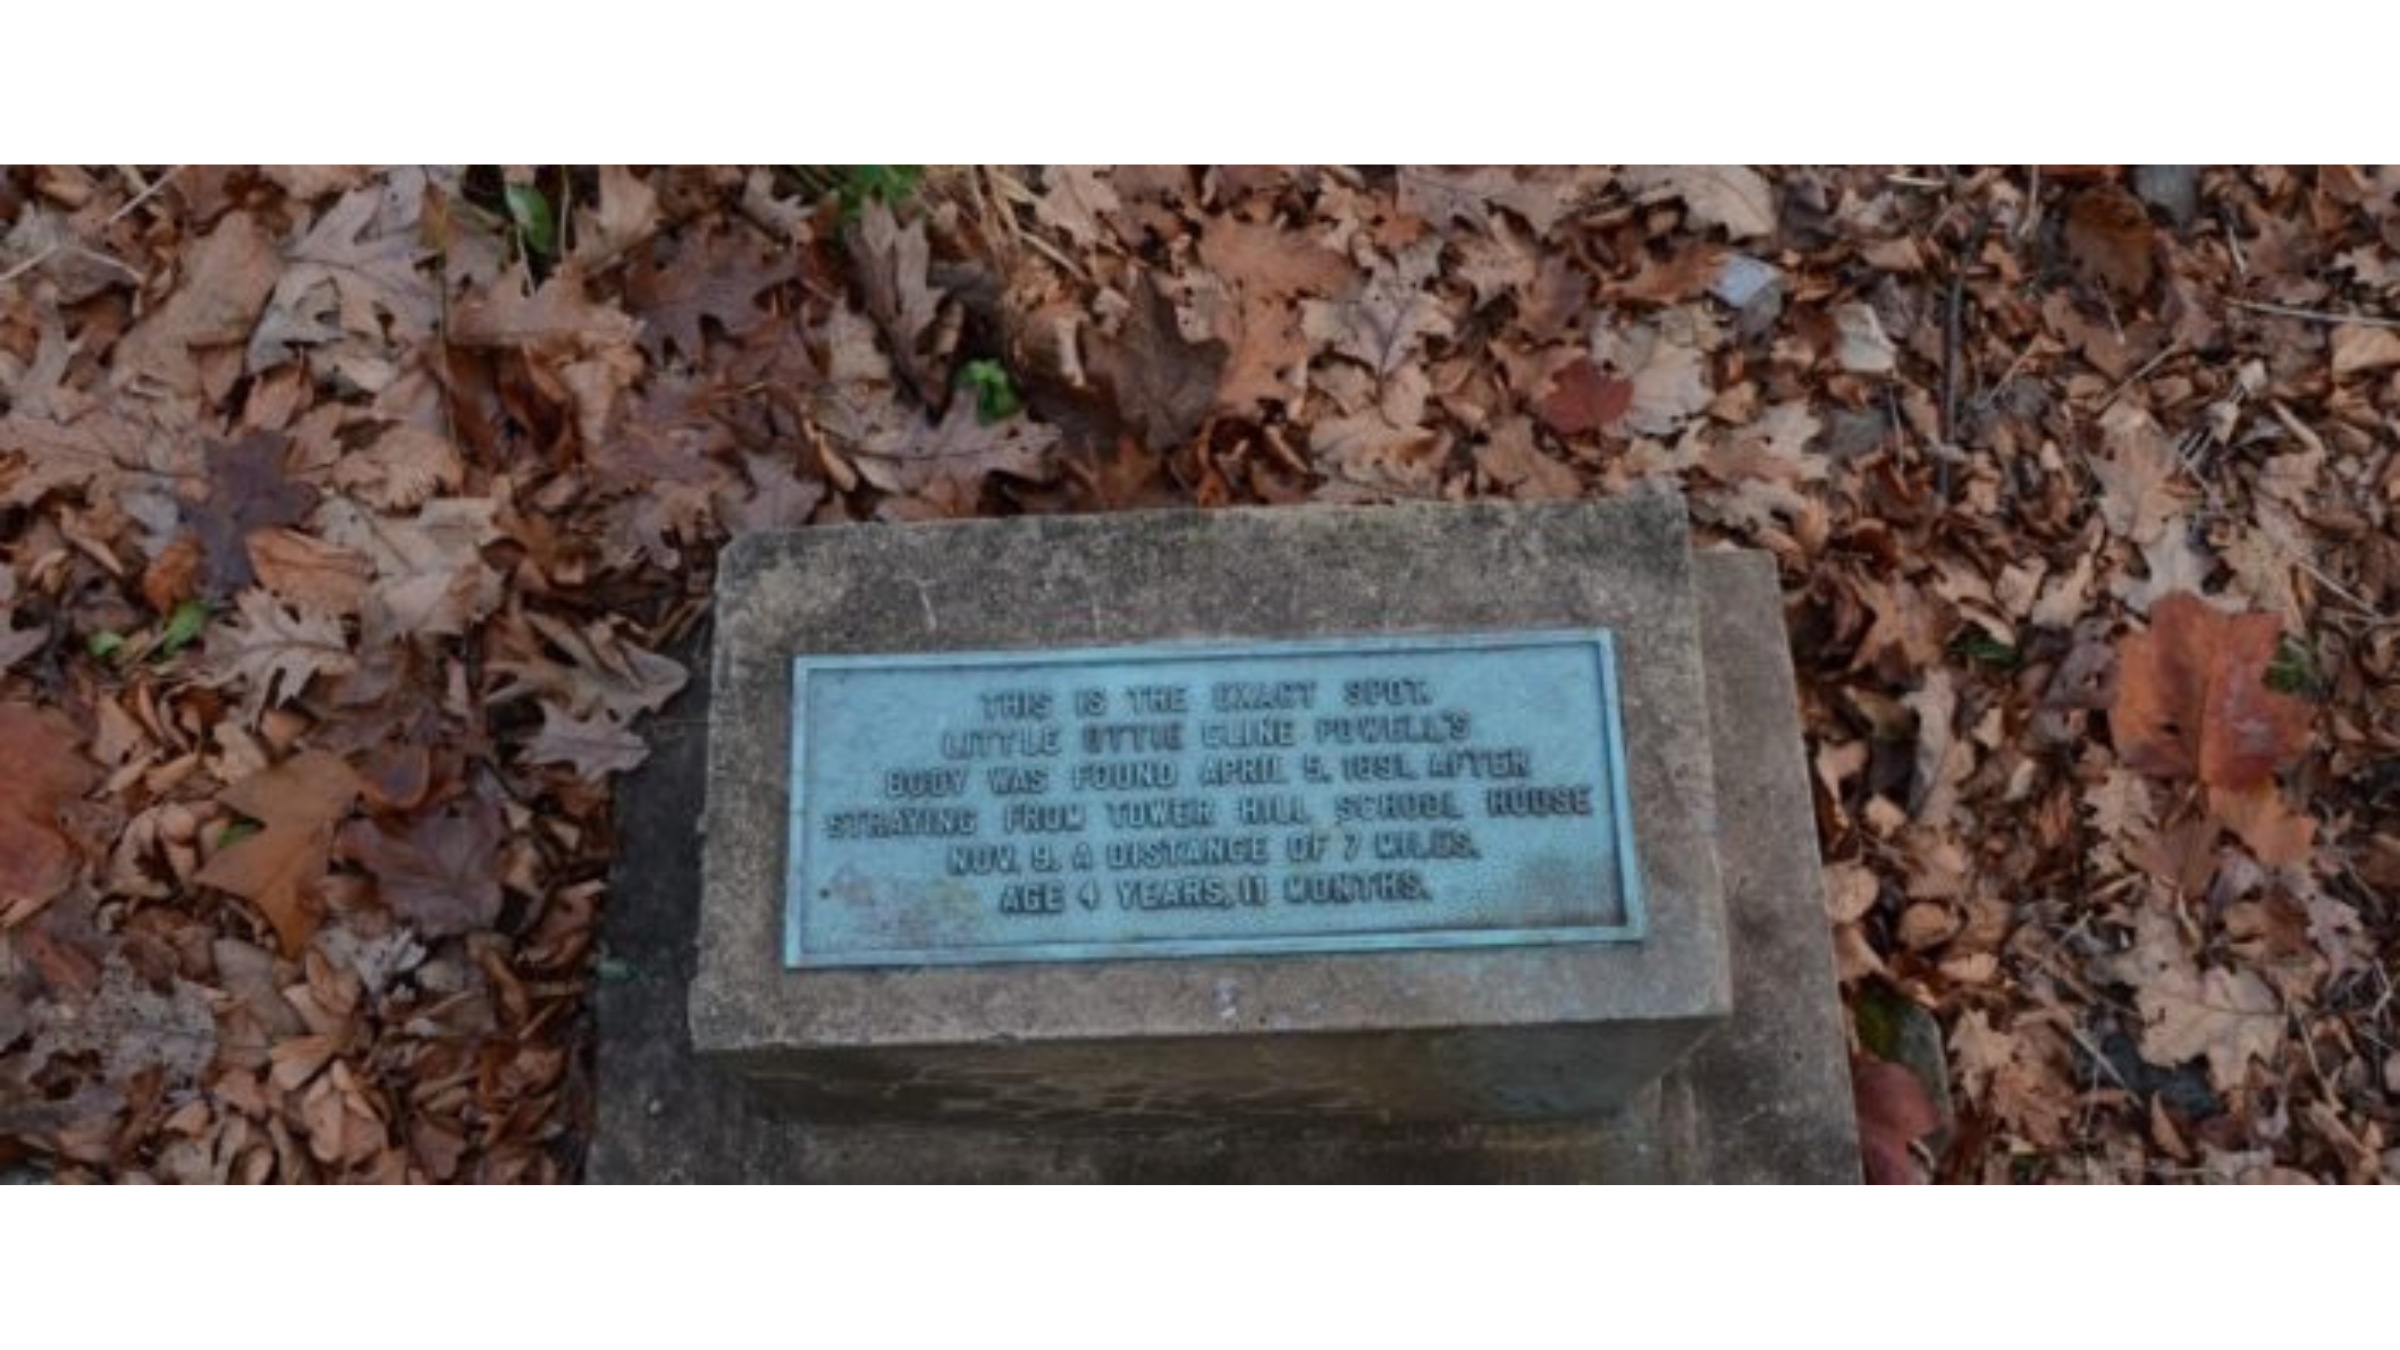 THIS IS THE EXACT SPOT.
LITTLE OTTIE CLINE POWELL'S
BODY WAS FOUND APRIL 5, 1891, AFTER
STRAYING FROM TOWER HILL SCHOOL HOUSE
NOV. 9, A DISTANCE OF 7 MILES.
AGE 4 YEARS, 11 MONTHS.